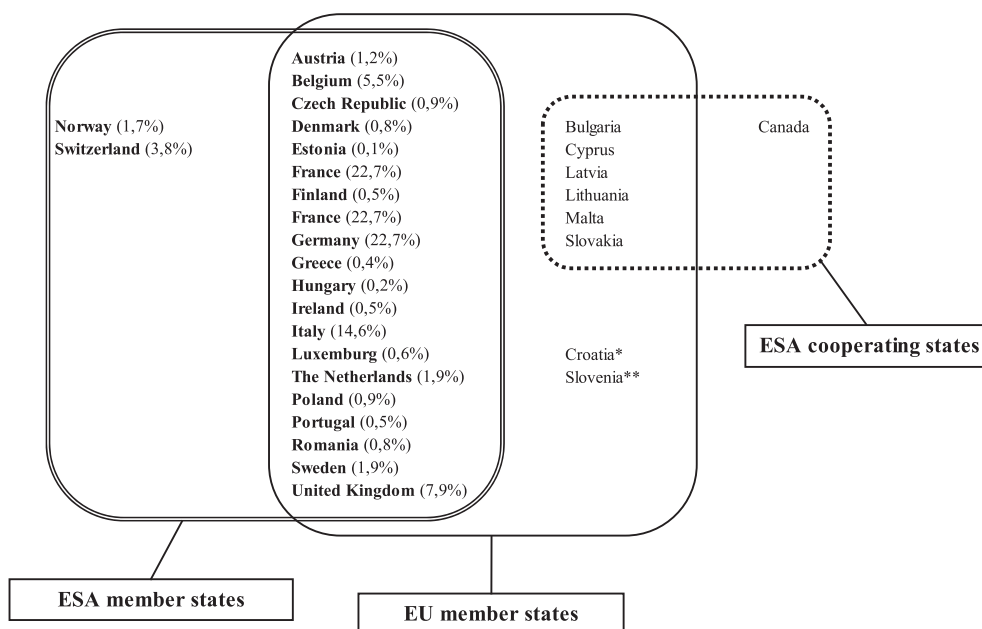 Norway (1,7%)
Switzerland (3,8%)
Austria (1,2%)
Belgium (5,5%)
Czech Republic (0,9%)
Denmark (0,8%)
Estonia (0,1%)
France (22,7%)
Finland (0,5%)
France (22,7%)
Germany (22,7%)
Greece (0,4%)
Hungary (0,2%)
Ireland (0,5%)
Italy (14,6%)
Luxemburg (0,6%)
The Netherlands (1,9%)
Poland (0,9%)
Portugal (0,5%)
Romania (0,8%)
Sweden (1,9%)
United Kingdom (7,9%)
Bulgaria
Cyprus
Latvia
Lithuania
Malta
Slovakia
Canada
Croatia*
Slovenia**
ESA cooperating states
ESA member states
EU member states